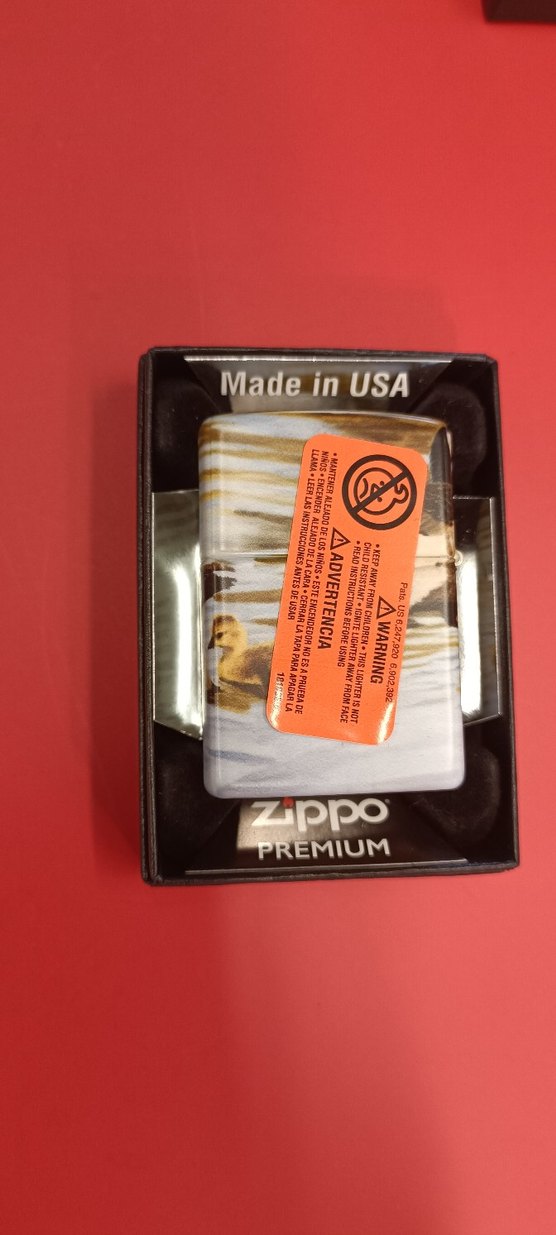 Made in USA
Pats. US 6,247,920 6,902,392
WARNING
• KEEP AWAY FROM CHILDREN • THIS LIGHTER IS NOT
CHILD RESISTANT • IGNITE LIGHTER AWAY FROM FACE
• READ INSTRUCTIONS BEFORE USING
ADVERTENCIA
• MANTENER ALEJADO DE LOS NIÑOS • ESTE ENCENDEDOR NO ES A PRUEBA DE
NIÑOS • ENCENDER ALEJADO DE LA CARA • CERRAR LA TAPA PARA APAGAR LA
LLAMA • LEER LAS INSTRUCCIONES ANTES DE USAR
zippo
PREMIUM